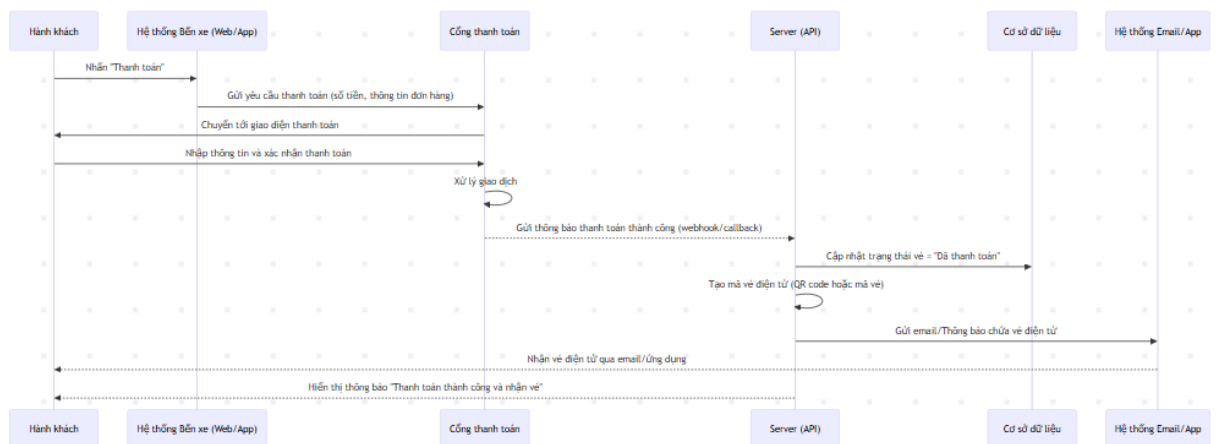 Hành khách
Hệ thống Bến xe (Web/App)
Cổng thanh toán
Server (API)
Cơ sở dữ liệu
Hệ thống Email/App
Nhấn "Thanh toán"
Gửi yêu cầu thanh toán (số tiền, thông tin đơn hàng)
Chuyển tới giao diện thanh toán
Nhập thông tin và xác nhận thanh toán
Xử lý giao dịch
Gửi thông báo thanh toán thành công (webhook/callback)
Cập nhật trạng thái vé = "Đã thanh toán"
Tạo mã vé điện tử (QR code hoặc mã vé)
Gửi email/Thông báo chứa vé điện tử
Nhận vé điện tử qua email/ứng dụng
Hiển thị thông báo "Thanh toán thành công và nhận vé"
Hành khách
Hệ thống Bến xe (Web/App)
Cổng thanh toán
Server (API)
Cơ sở dữ liệu
Hệ thống Email/App